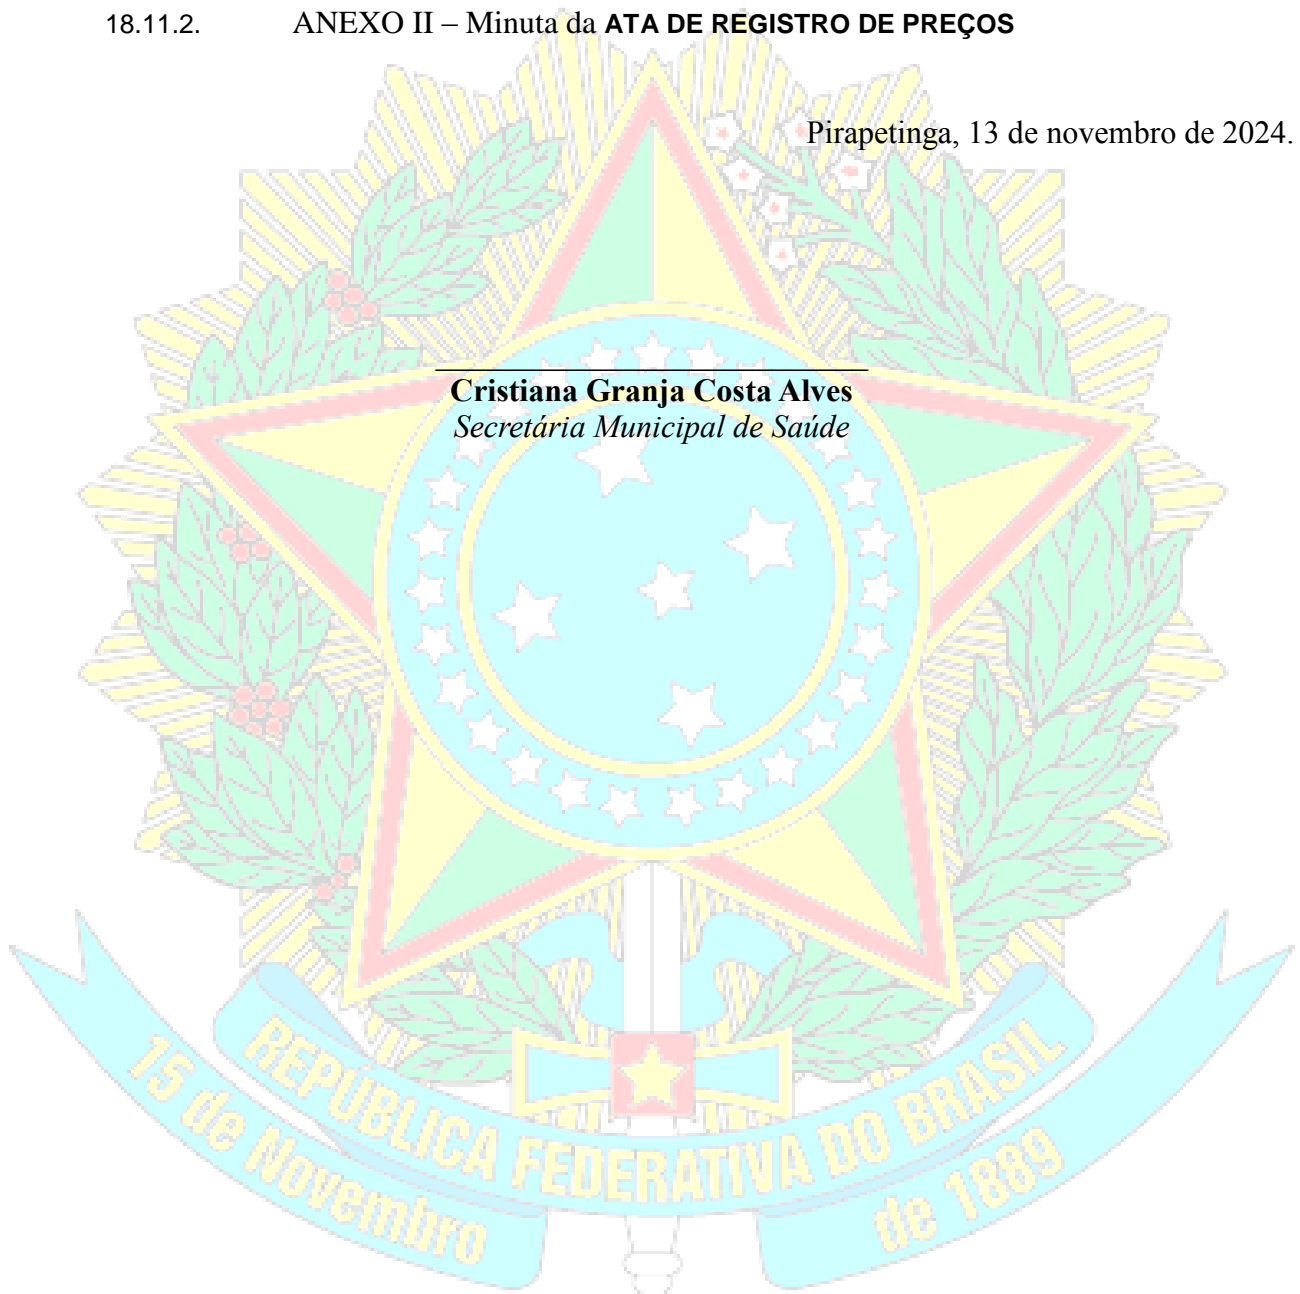 18.11.2. ANEXO II – Minuta da ATA DE REGISTRO DE PREÇOS
Pirapetinga, 13 de novembro de 2024.
Cristiana Granja Costa Alves
Secretária Municipal de Saúde
REPÚBLICA FEDERATIVA DO BRASIL
15 de Novembro de 1889